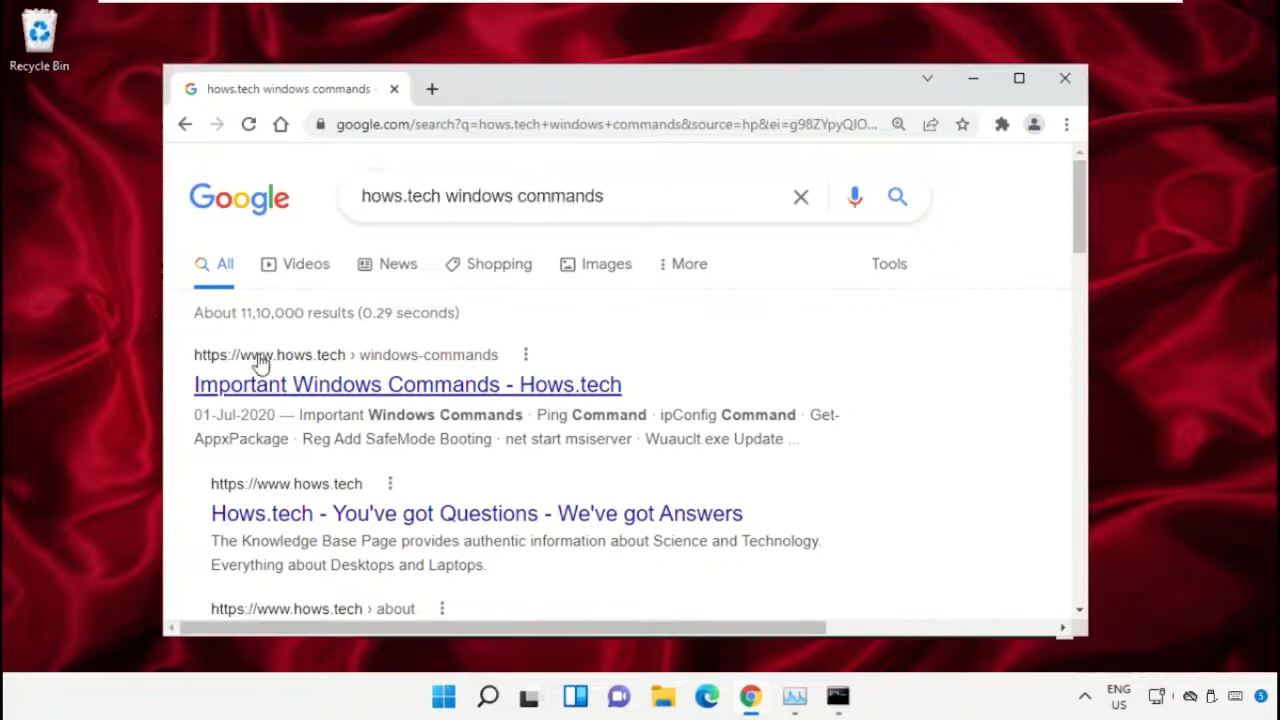 Recycle Bin
hows.tech windows commands -
google.com/search?q=hows.tech+windows+commands&source=hp&ei=g98ZYpyQIO...
Google
hows.tech windows commands
All
Videos
News
Shopping
Images
More
Tools
About 11,10,000 results (0.29 seconds)
https://www.hows.tech › windows-commands
Important Windows Commands - Hows.tech
01-Jul-2020 — Important Windows Commands · Ping Command · ipConfig Command · Get-
AppxPackage · Reg Add SafeMode Booting · net start msiserver · Wuauclt.exe Update ...
https://www.hows.tech
Hows.tech - You've got Questions - We've got Answers
The Knowledge Base Page provides authentic information about Science and Technology.
Everything about Desktops and Laptops.
https://www.hows.tech › about
ENG
US
5